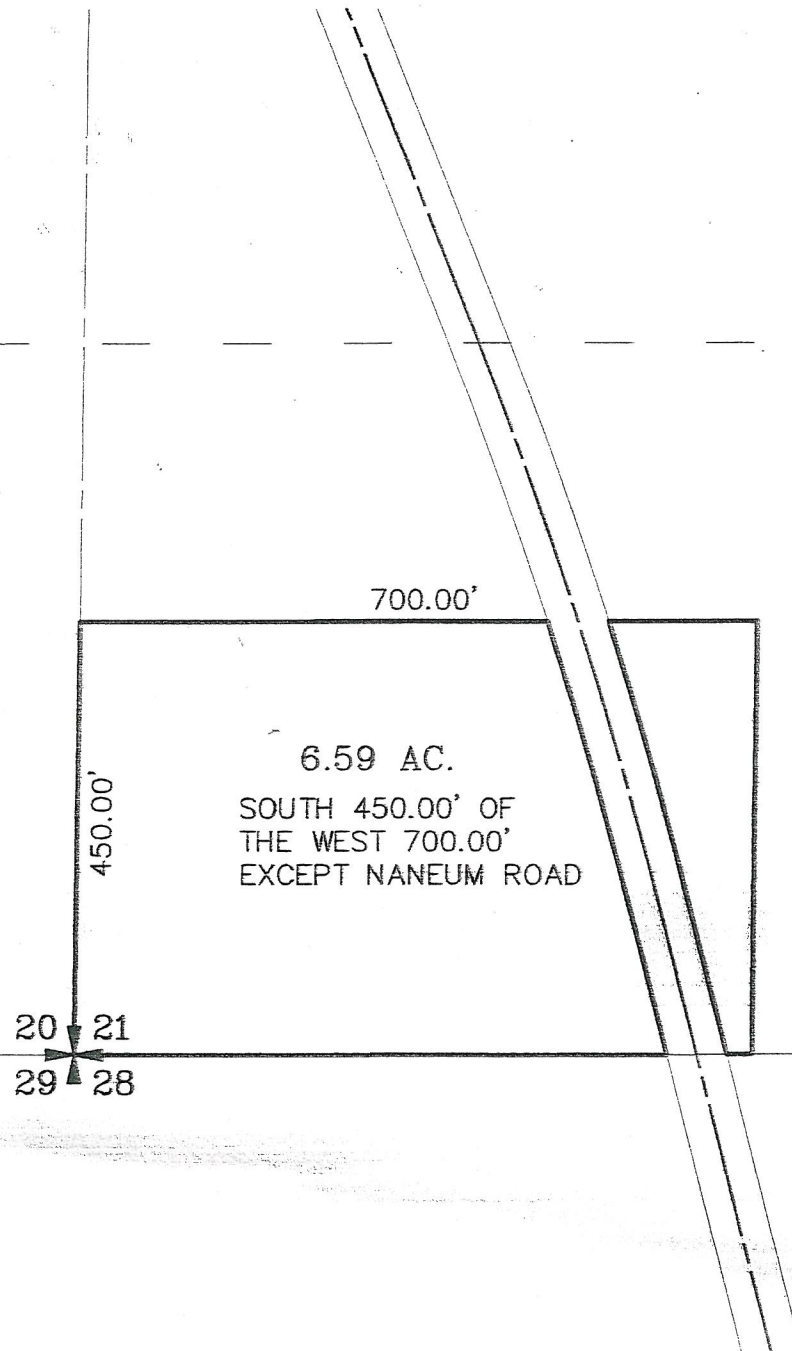 700.00'
450.00'
6.59 AC.
SOUTH 450.00' OF
THE WEST 700.00'
EXCEPT NANEUM ROAD
20 21
29 28